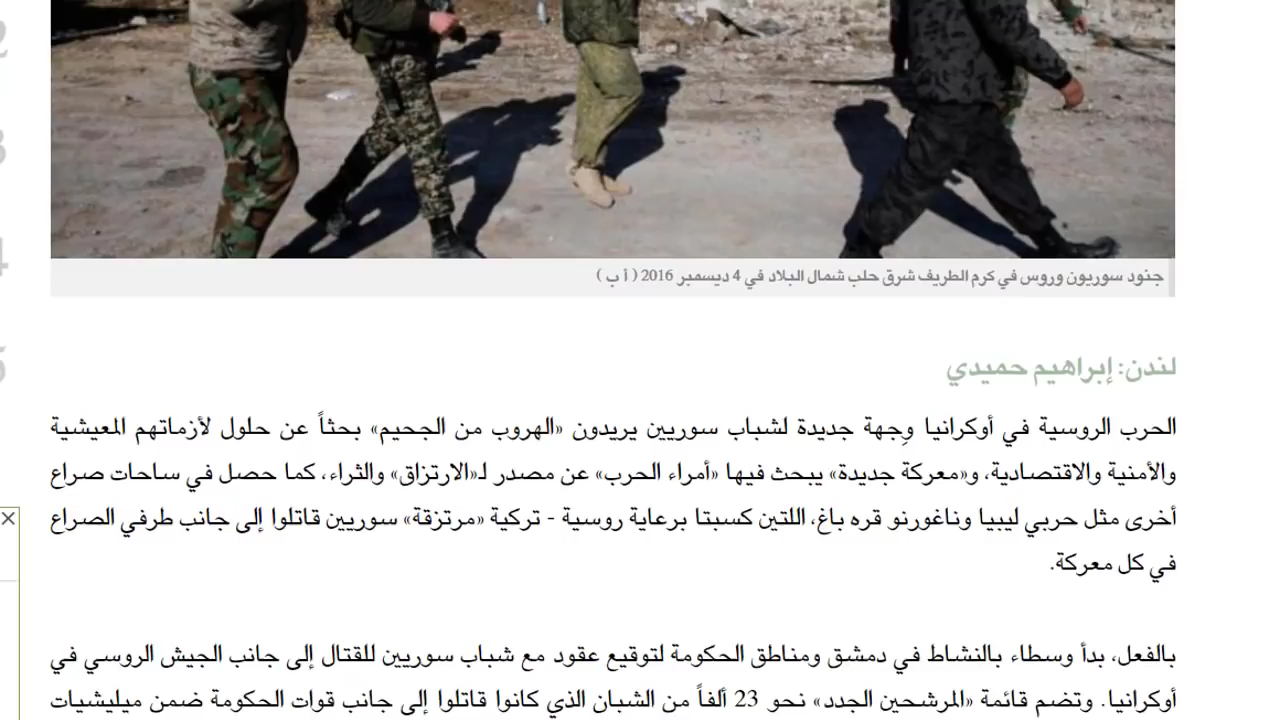 2
3
4
5
جنود سوريون وروس في كرم الطريف شرق حلب شمال البلاد في 4 ديسمبر 2016 ( أ ب )
لندن: إبراهيم حميدي
الحرب الروسية في أوكرانيا وِجهة جديدة لشباب سوريين يريدون «الهروب من الجحيم» بحثاً عن حلول لأزماتهم المعيشية
والأمنية والاقتصادية، و«معركة جديدة» يبحث فيها «أمراء الحرب» عن مصدر لـ«الارتزاق» والثراء، كما حصل في ساحات صراع
أخرى مثل حربي ليبيا وناغورنو قره باغ، اللتين كسبتا برعاية روسية - تركية «مرتزقة» سوريين قاتلوا إلى جانب طرفي الصراع
في كل معركة.
بالفعل، بدأ وسطاء بالنشاط في دمشق ومناطق الحكومة لتوقيع عقود مع شباب سوريين للقتال إلى جانب الجيش الروسي في
أوكرانيا. وتضم قائمة «المرشحين الجدد» نحو 23 ألفاً من الشبان الذي كانوا قاتلوا إلى جانب قوات الحكومة ضمن ميليشيات